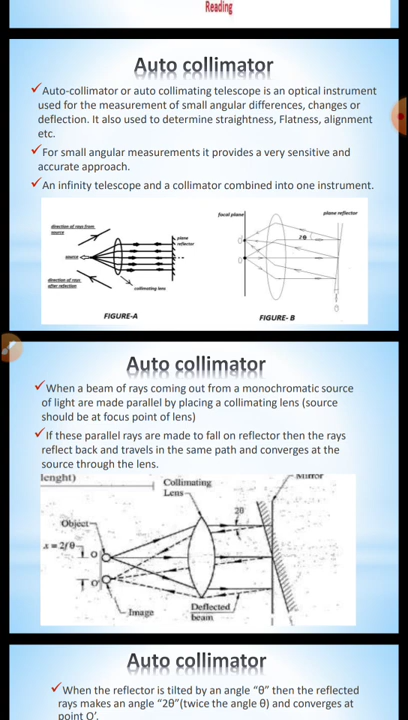 Reading
Auto collimator
✓Auto-collimator or auto collimating telescope is an optical instrument
used for the measurement of small angular differences, changes or
deflection. It also used to determine straightness, Flatness, alignment
etc.
✓For small angular measurements it provides a very sensitive and
accurate approach.
✓An infinity telescope and a collimator combined into one instrument.
direction of rays from
source
plane
reflector
source
direction of rays
after reflection
collimating lens
FIGURE-A
focal plane
plane reflector
2θ
O'
O
θ
FIGURE- B
Auto collimator
✓When a beam of rays coming out from a monochromatic source
of light are made parallel by placing a collimating lens (source
should be at focus point of lens)
✓If these parallel rays are made to fall on reflector then the rays
reflect back and travels in the same path and converges at the
source through the lens.
lenght)
Collimating
Lens
Mirror
2θ
Object
x = 2fθ
O
O'
Image
Deflected
beam
Auto collimator
✓When the reflector is tilted by an angle “θ” then the reflected
rays makes an angle “2θ”(twice the angle θ) and converges at
point O’.